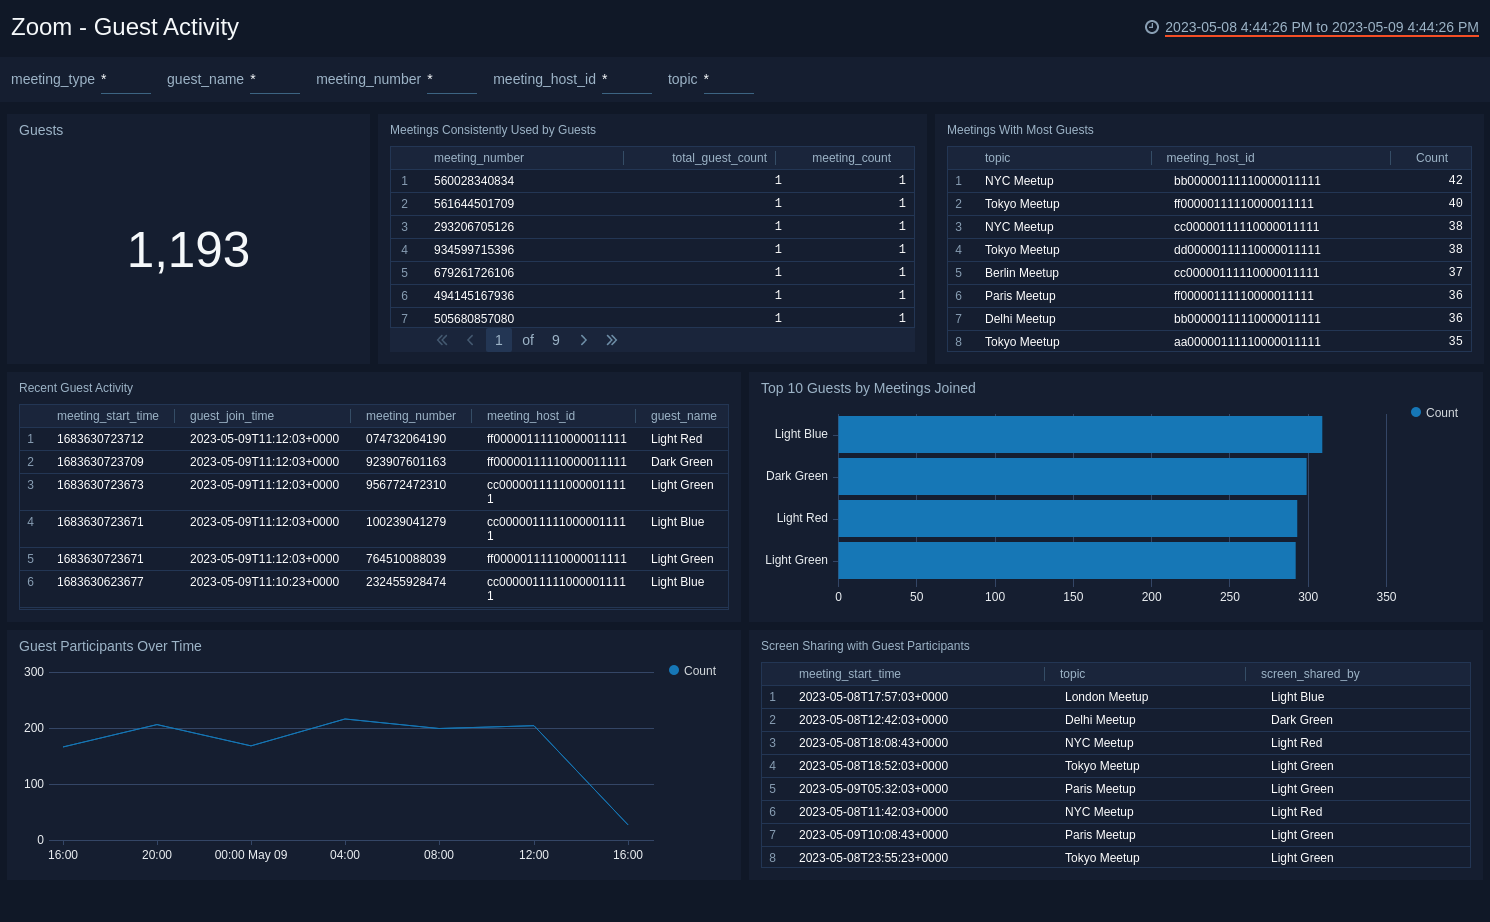 Zoom - Guest Activity
2023-05-08 4:44:26 PM to 2023-05-09 4:44:26 PM
meeting_type * guest_name * meeting_number * meeting_host_id * topic *
Guests
1,193
Meetings Consistently Used by Guests
meeting_number total_guest_count meeting_count
1 560028340834 1 1
2 561644501709 1 1
3 293206705126 1 1
4 934599715396 1 1
5 679261726106 1 1
6 494145167936 1 1
7 505680857080 1 1
1 of 9
Meetings With Most Guests
topic meeting_host_id Count
1 NYC Meetup bb00000111110000011111 42
2 Tokyo Meetup ff00000111110000011111 40
3 NYC Meetup cc00000111110000011111 38
4 Tokyo Meetup dd00000111110000011111 38
5 Berlin Meetup cc00000111110000011111 37
6 Paris Meetup ff00000111110000011111 36
7 Delhi Meetup bb00000111110000011111 36
8 Tokyo Meetup aa00000111110000011111 35
Recent Guest Activity
meeting_start_time guest_join_time meeting_number meeting_host_id guest_name
1 1683630723712 2023-05-09T11:12:03+0000 074732064190 ff00000111110000011111 Light Red
2 1683630723709 2023-05-09T11:12:03+0000 923907601163 ff00000111110000011111 Dark Green
3 1683630723673 2023-05-09T11:12:03+0000 956772472310 cc0000011111000001111 Light Green
1
4 1683630723671 2023-05-09T11:12:03+0000 100239041279 cc0000011111000001111 Light Blue
1
5 1683630723671 2023-05-09T11:12:03+0000 764510088039 ff00000111110000011111 Light Green
6 1683630623677 2023-05-09T11:10:23+0000 232455928474 cc0000011111000001111 Light Blue
1
Top 10 Guests by Meetings Joined
Count
Light Blue
Dark Green
Light Red
Light Green
0 50 100 150 200 250 300 350
Guest Participants Over Time
Count
300
200
100
0
16:00 20:00 00:00 May 09 04:00 08:00 12:00 16:00
Screen Sharing with Guest Participants
meeting_start_time topic screen_shared_by
1 2023-05-08T17:57:03+0000 London Meetup Light Blue
2 2023-05-08T12:42:03+0000 Delhi Meetup Dark Green
3 2023-05-08T18:08:43+0000 NYC Meetup Light Red
4 2023-05-08T18:52:03+0000 Tokyo Meetup Light Green
5 2023-05-09T05:32:03+0000 Paris Meetup Light Green
6 2023-05-08T11:42:03+0000 NYC Meetup Light Red
7 2023-05-09T10:08:43+0000 Paris Meetup Light Green
8 2023-05-08T23:55:23+0000 Tokyo Meetup Light Green